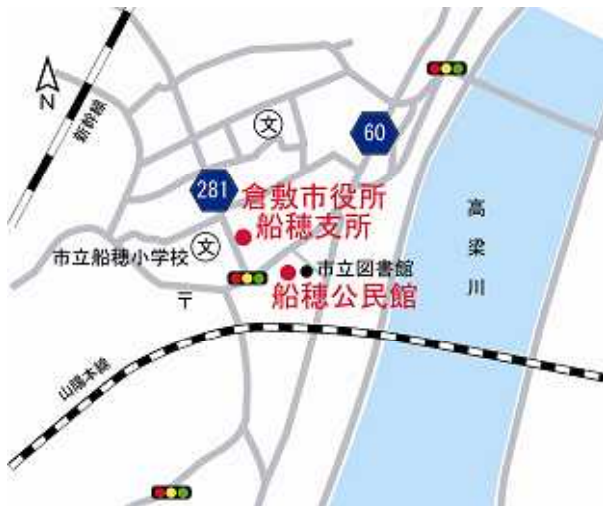 N
新幹線
文
60
281
倉敷市役所
船穂支所
高梁川
市立船穂小学校
文
市立図書館
船穂公民館
〒
山陽本線